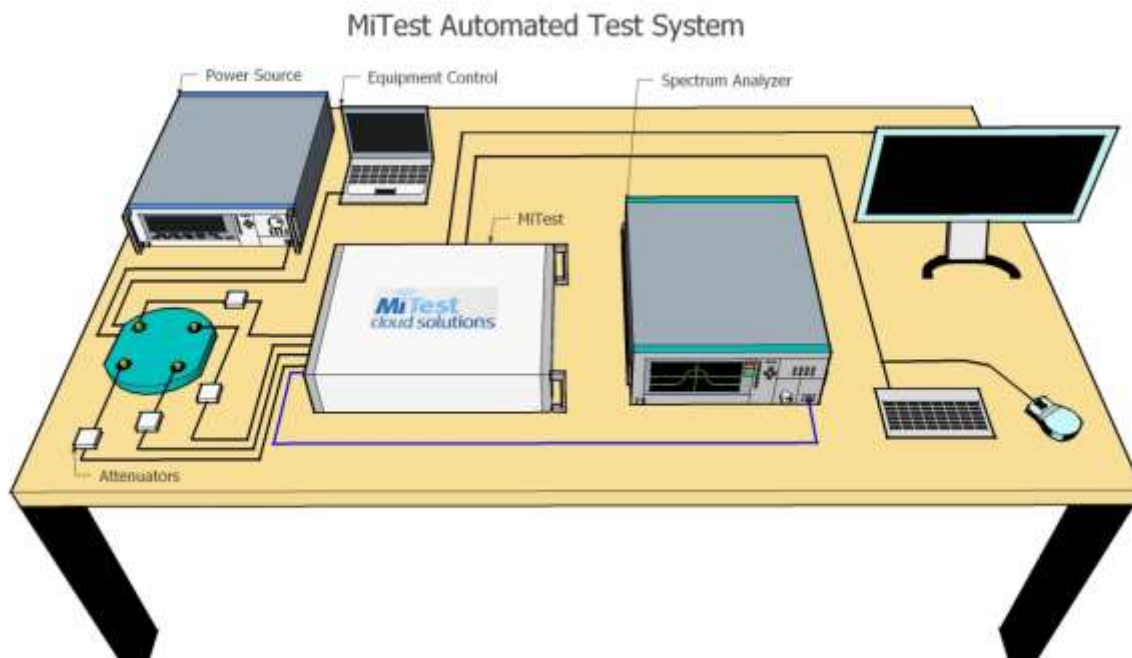 MiTest Automated Test System
Power Source
Equipment Control
Spectrum Analyzer
MiTest
MiTest
cloud solutions
Attenuators